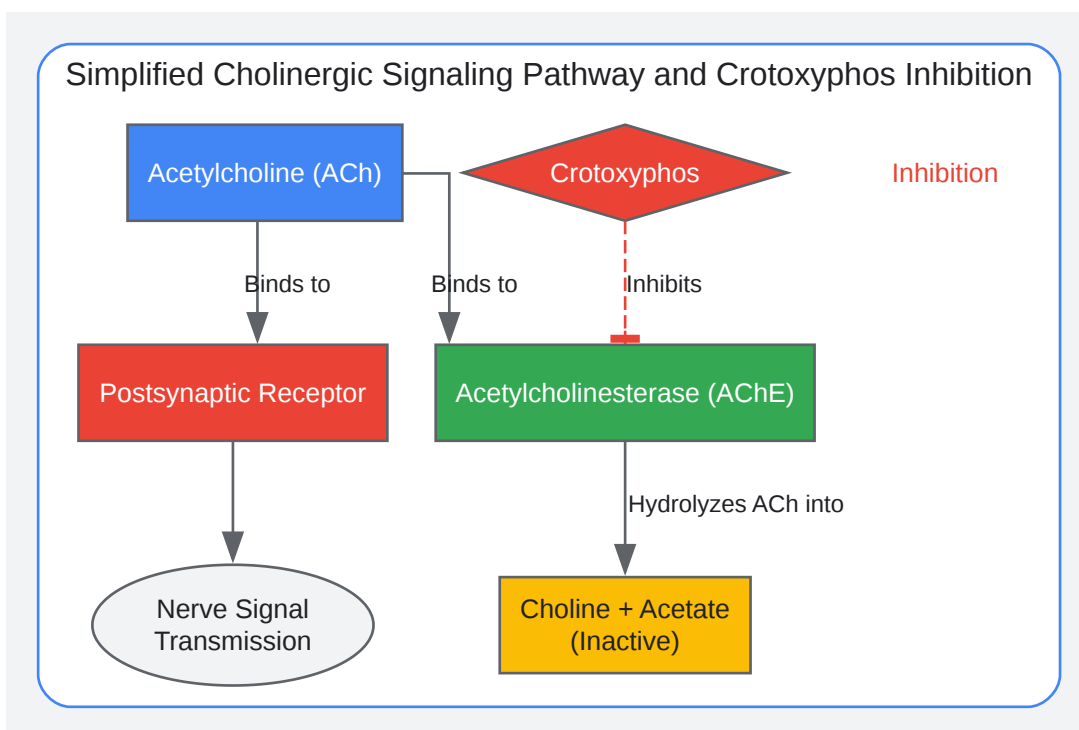 Simplified Cholinergic Signaling Pathway and Crotoxyphos Inhibition
Acetylcholine (ACh)
Crotoxyphos
Inhibition
Binds to
Binds to
Inhibits
Postsynaptic Receptor
Acetylcholinesterase (AChE)
Hydrolyzes ACh into
Nerve Signal
Transmission
Choline + Acetate
(Inactive)